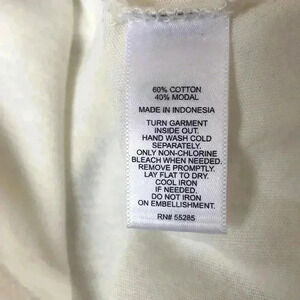 60% COTTON
40% MODAL
MADE IN INDONESIA
TURN GARMENT
INSIDE OUT.
HAND WASH COLD
SEPARATELY.
ONLY NON-CHLORINE
BLEACH WHEN NEEDED.
REMOVE PROMPTLY.
LAY FLAT TO DRY.
COOL IRON
IF NEEDED.
DO NOT IRON
ON EMBELLISHMENT.
RN# 55285